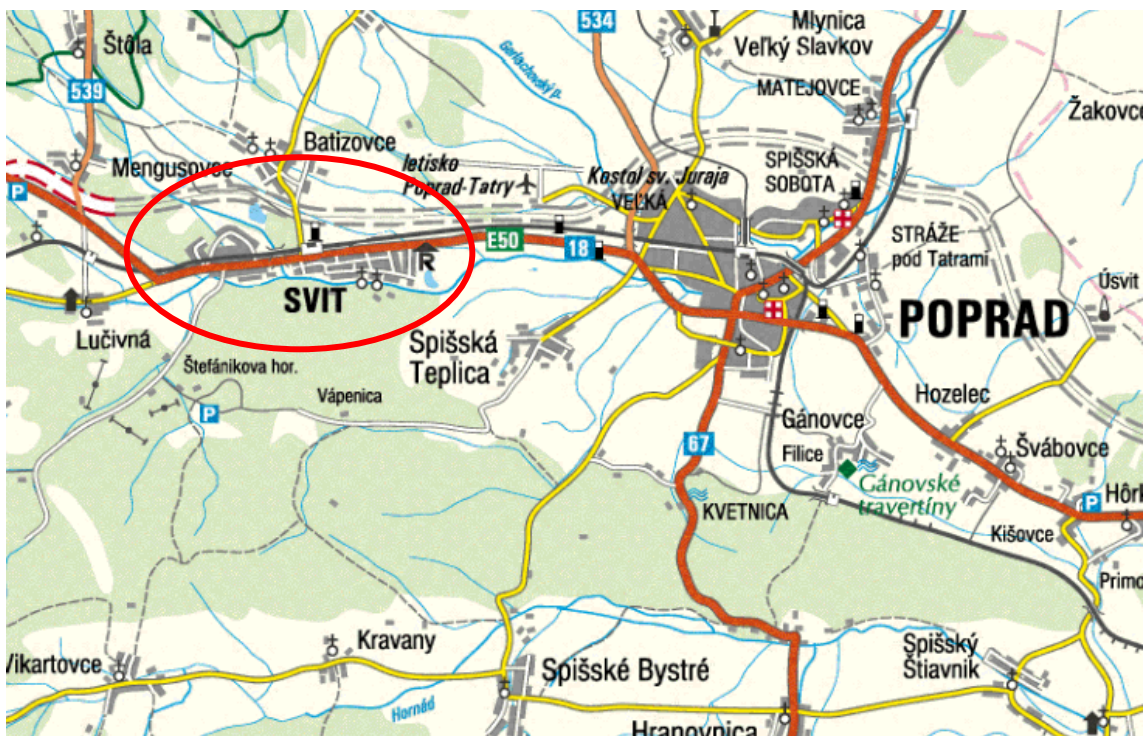 534
Mlynica
Veľký Slavkov
Štôla
Gerlachovský p.
539
MATEJOVCE
Žakovce
Batizovce
Mengusovce
letisko
Poprad-Tatry
Kostol sv. Juraja
VEĽKÁ
SPIŠSKÁ
SOBOTA
P
E50
18
STRÁŽE
pod Tatrami
R
SVIT
Úsvit
POPRAD
Lučivná
Spišská
Teplica
Štefánikova hor.
Vápenica
P
Hozelec
Gánovce
67
Filice
Švábovce
Gánovské
travertíny
P
KVETNICA
Kišovce
Kravany
Spišský
Štiavnik
Vikartovce
Spišské Bystré
Hornád
Hranovnica